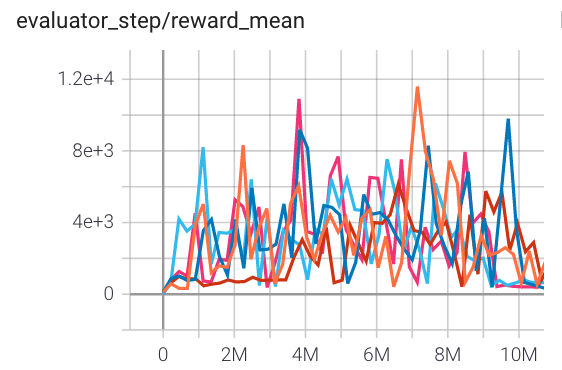 evaluator_step/reward_mean
1.2e+4
8e+3
4e+3
0
0 2M 4M 6M 8M 10M